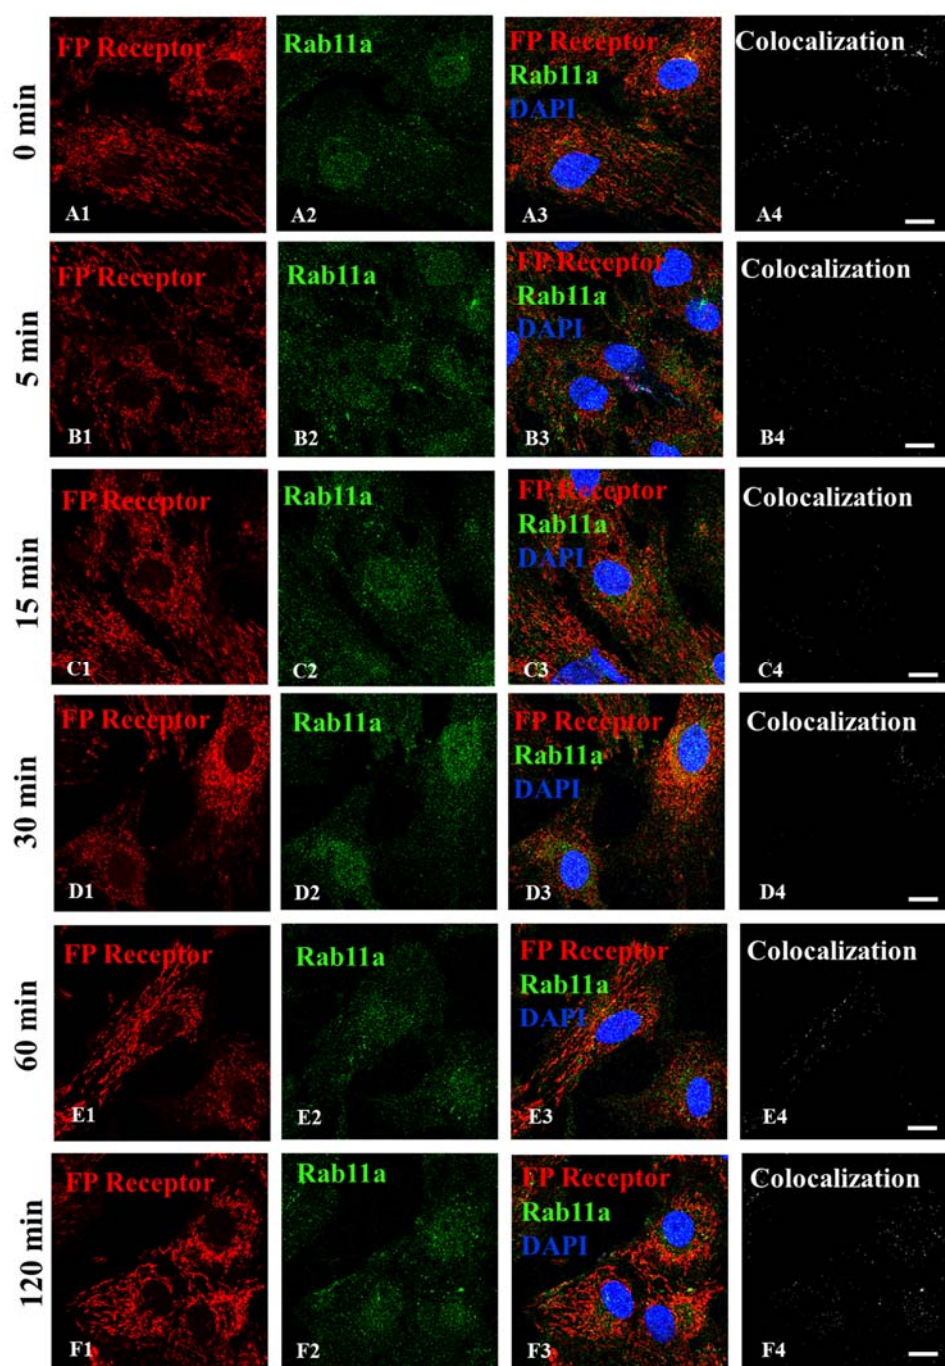 0 min
FP Receptor
Rab11a
FP Receptor
Rab11a
DAPI
Colocalization
A1
A2
A3
A4
5 min
FP Receptor
Rab11a
FP Receptor
Rab11a
DAPI
Colocalization
B1
B2
B3
B4
15 min
FP Receptor
Rab11a
FP Receptor
Rab11a
DAPI
Colocalization
C1
C2
C3
C4
30 min
FP Receptor
Rab11a
FP Receptor
Rab11a
DAPI
Colocalization
D1
D2
D3
D4
60 min
FP Receptor
Rab11a
FP Receptor
Rab11a
DAPI
Colocalization
E1
E2
E3
E4
120 min
FP Receptor
Rab11a
FP Receptor
Rab11a
DAPI
Colocalization
F1
F2
F3
F4